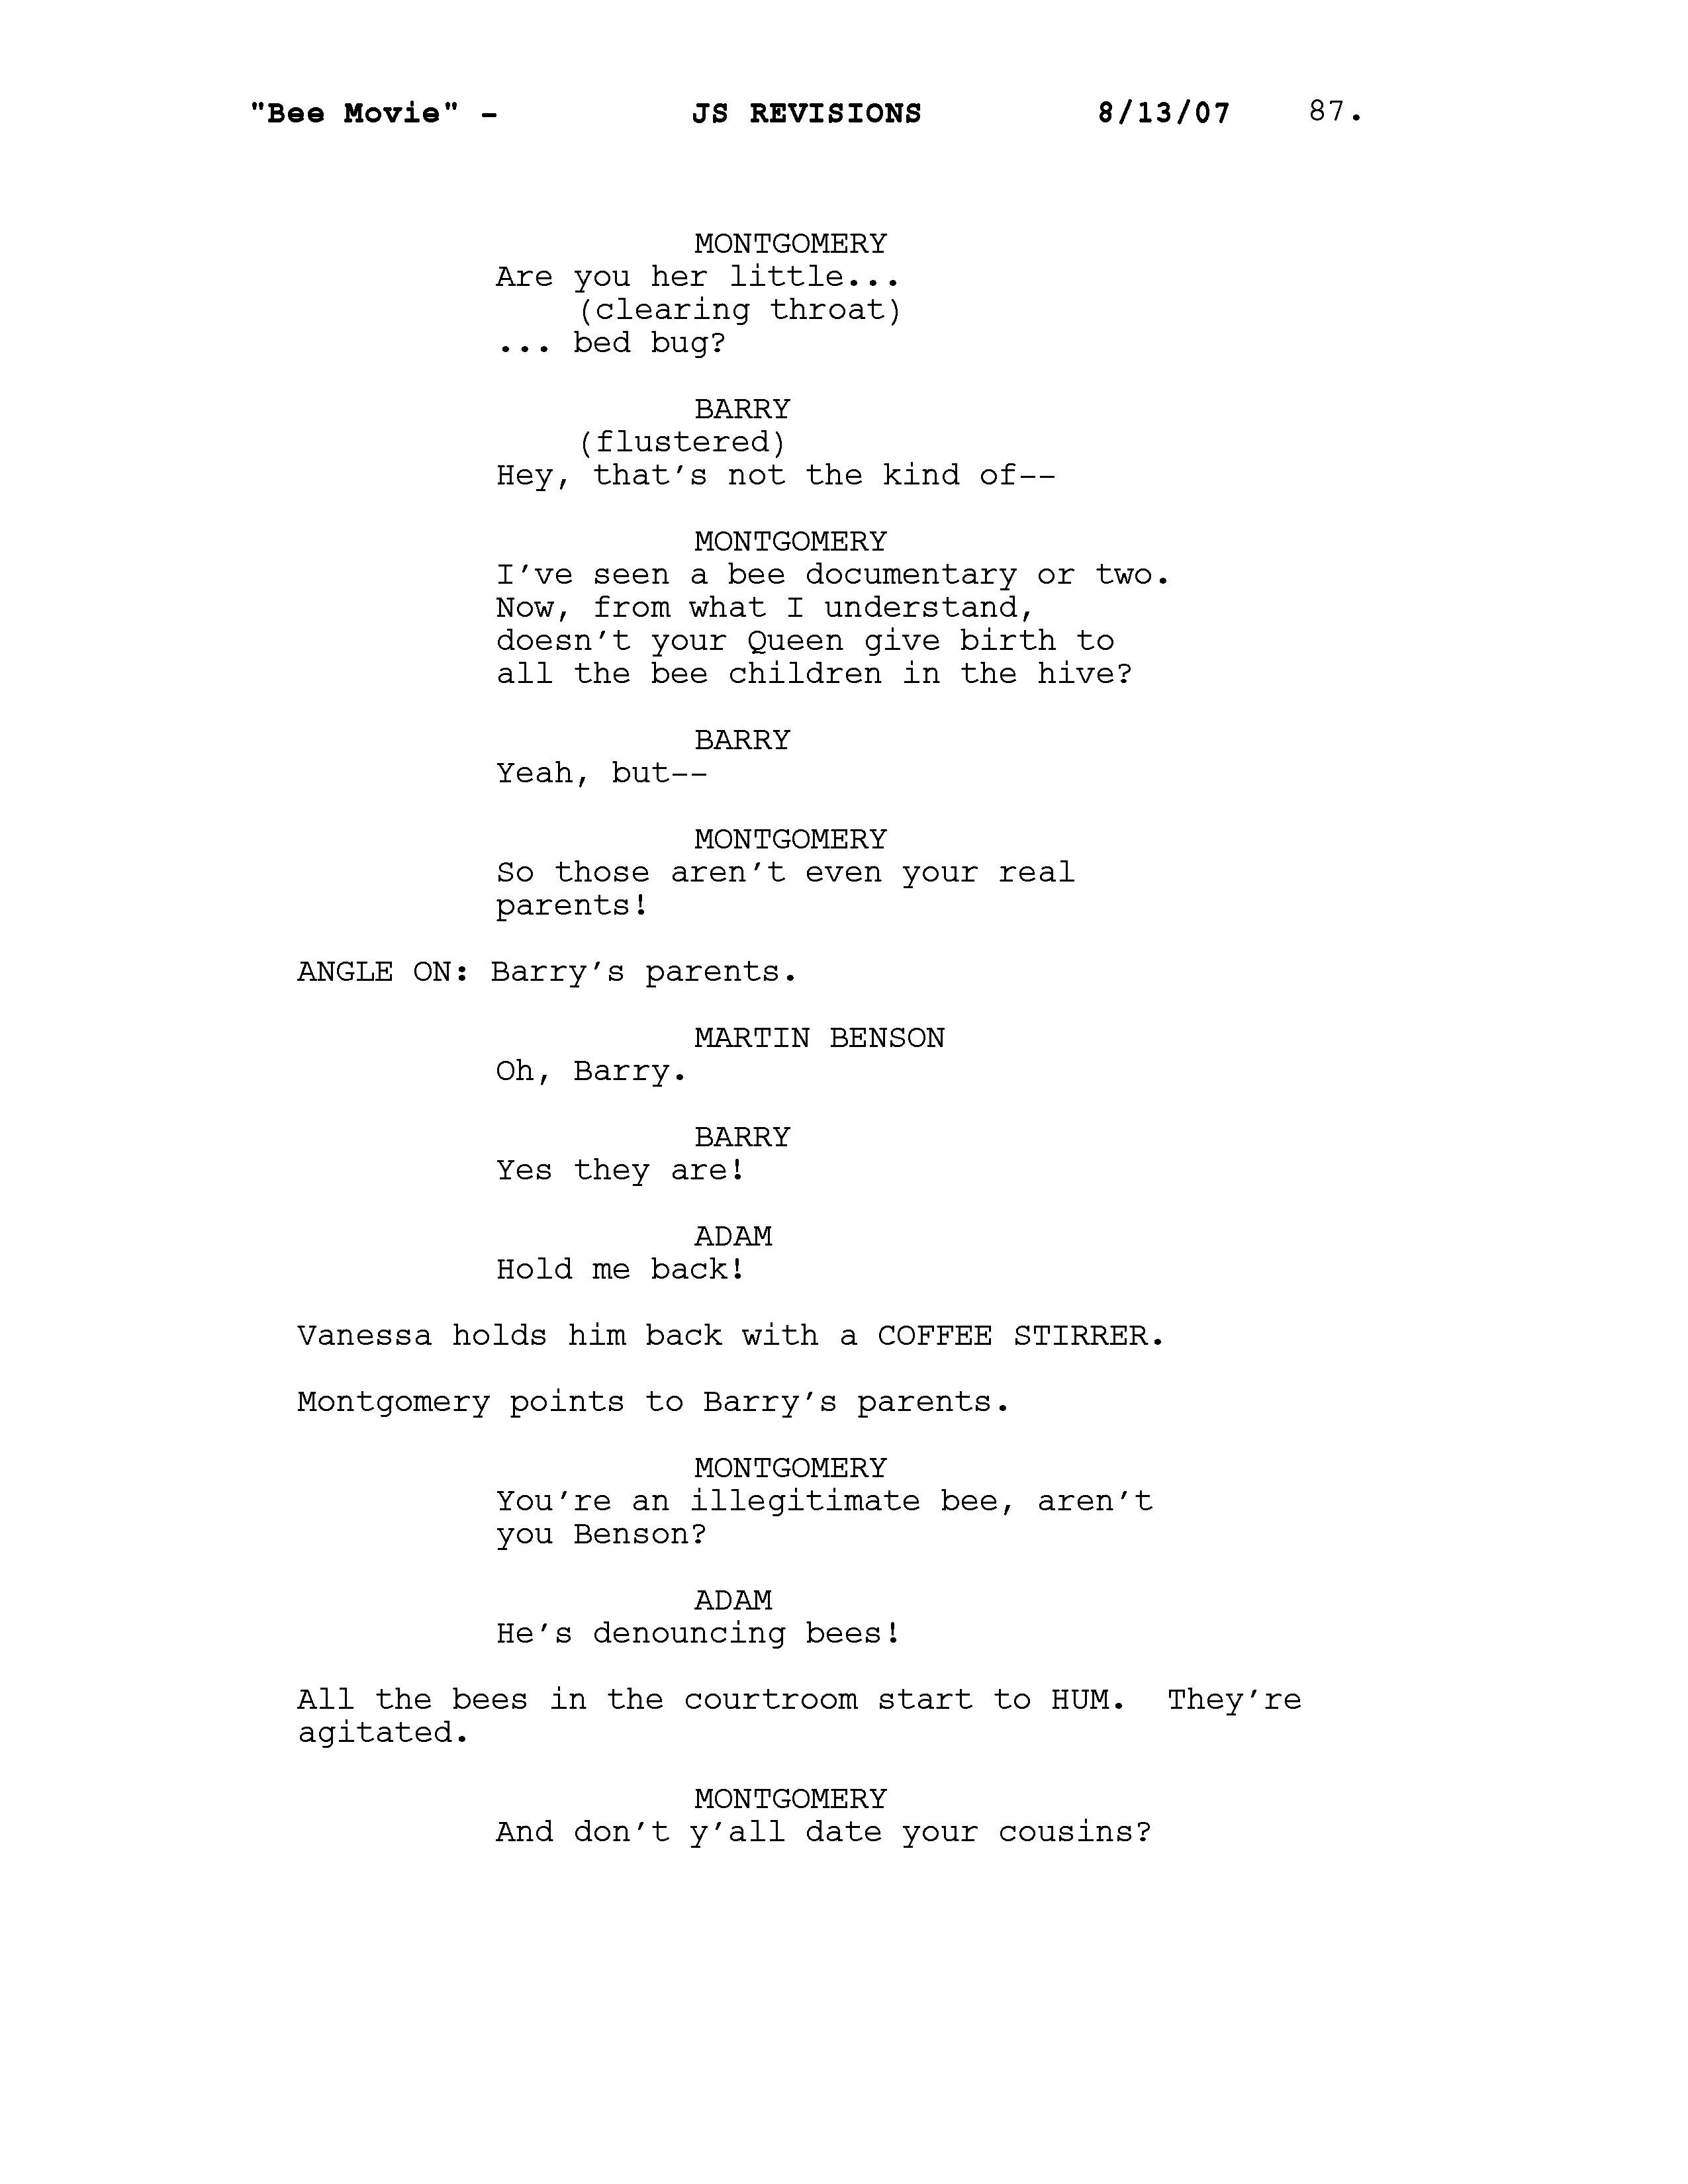 "Bee Movie" - JS REVISIONS 8/13/07 87.
MONTGOMERY
Are you her little...
(clearing throat)
... bed bug?
BARRY
(flustered)
Hey, that's not the kind of--
MONTGOMERY
I've seen a bee documentary or two.
Now, from what I understand,
doesn't your Queen give birth to
all the bee children in the hive?
BARRY
Yeah, but--
MONTGOMERY
So those aren't even your real
parents!
ANGLE ON: Barry's parents.
MARTIN BENSON
Oh, Barry.
BARRY
Yes they are!
ADAM
Hold me back!
Vanessa holds him back with a COFFEE STIRRER.
Montgomery points to Barry's parents.
MONTGOMERY
You're an illegitimate bee, aren't
you Benson?
ADAM
He's denouncing bees!
All the bees in the courtroom start to HUM.  They're
agitated.
MONTGOMERY
And don't y'all date your cousins?